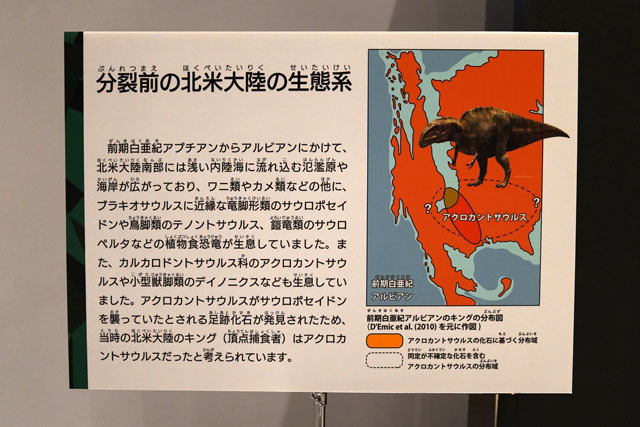 分裂前の北米大陸の生態系
前期白亜紀アプチアンからアルビアンにかけて、
北米大陸南部には浅い内陸海に流れ込む氾濫原や
海岸が広がっており、ワニ類やカメ類などの他に、
ブラキオサウルスに近縁な竜脚形類のサウロポセイ
ドンや鳥脚類のテノントサウルス、鎧竜類のサウロ
ペルタなどの植物食恐竜が生息していました。ま
た、カルカロドントサウルス科のアクロカントサウ
ルスや小型獣脚類のデイノニクスなども生息してい
ました。アクロカントサウルスがサウロポセイドン
を襲っていたとされる足跡化石が発見されたため、
当時の北米大陸のキング（頂点捕食者）はアクロカ
ントサウルスだったと考えられています。
?
?
アクロカントサウルス
前期白亜紀
アルビアン
前期白亜紀アルビアンのキングの分布図
（D'Emic et al. (2010) を元に作図）
アクロカントサウルスの化石に基づく分布域
同定が不確定な化石を含む
アクロカントサウルスの分布域